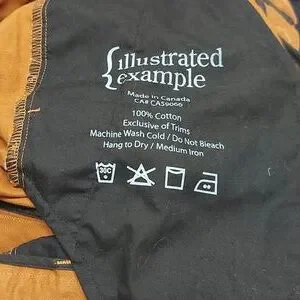 {illustrated
example
Made in Canada
CA# CA59066
100% Cotton
Exclusive of Trims
Machine Wash Cold / Do Not Bleach
Hang to Dry / Medium Iron
30C